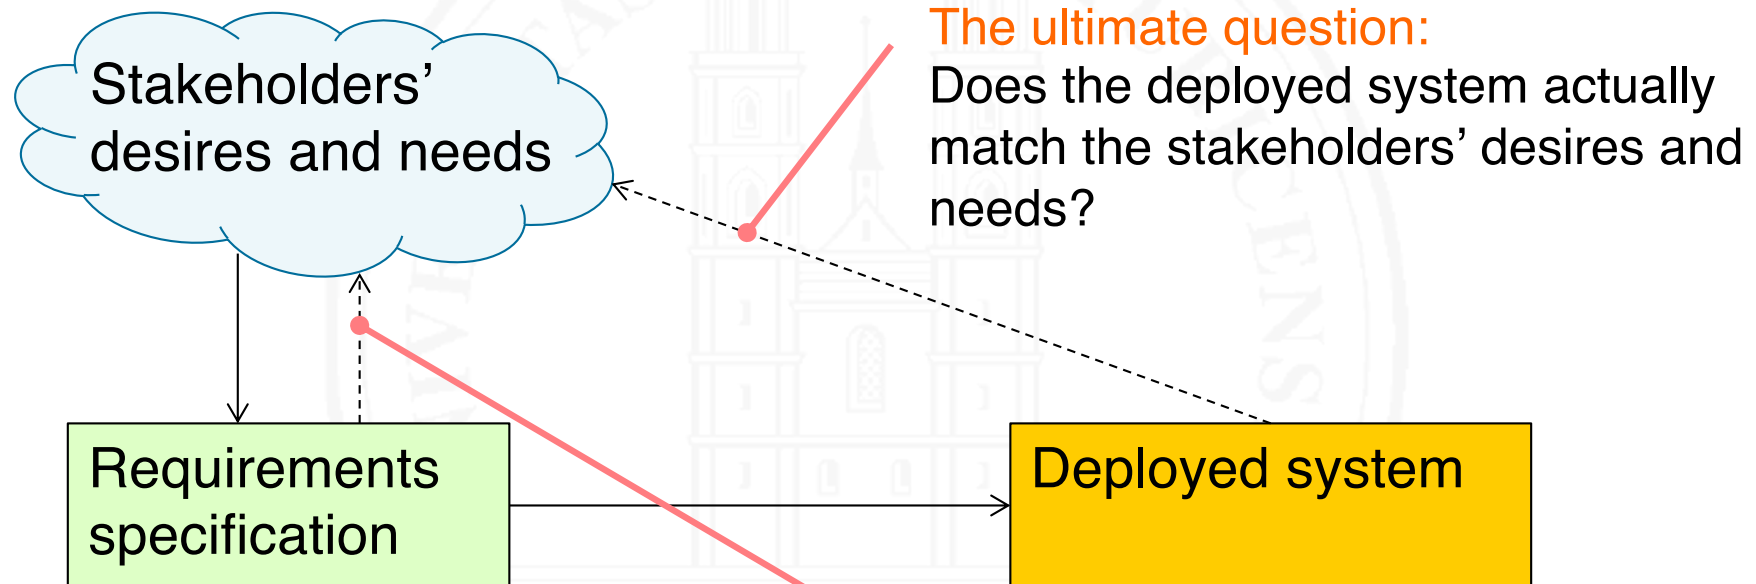 Stakeholders’
desires and needs
The ultimate question:
Does the deployed system actually
match the stakeholders’ desires and
needs?
Requirements
specification
Deployed system